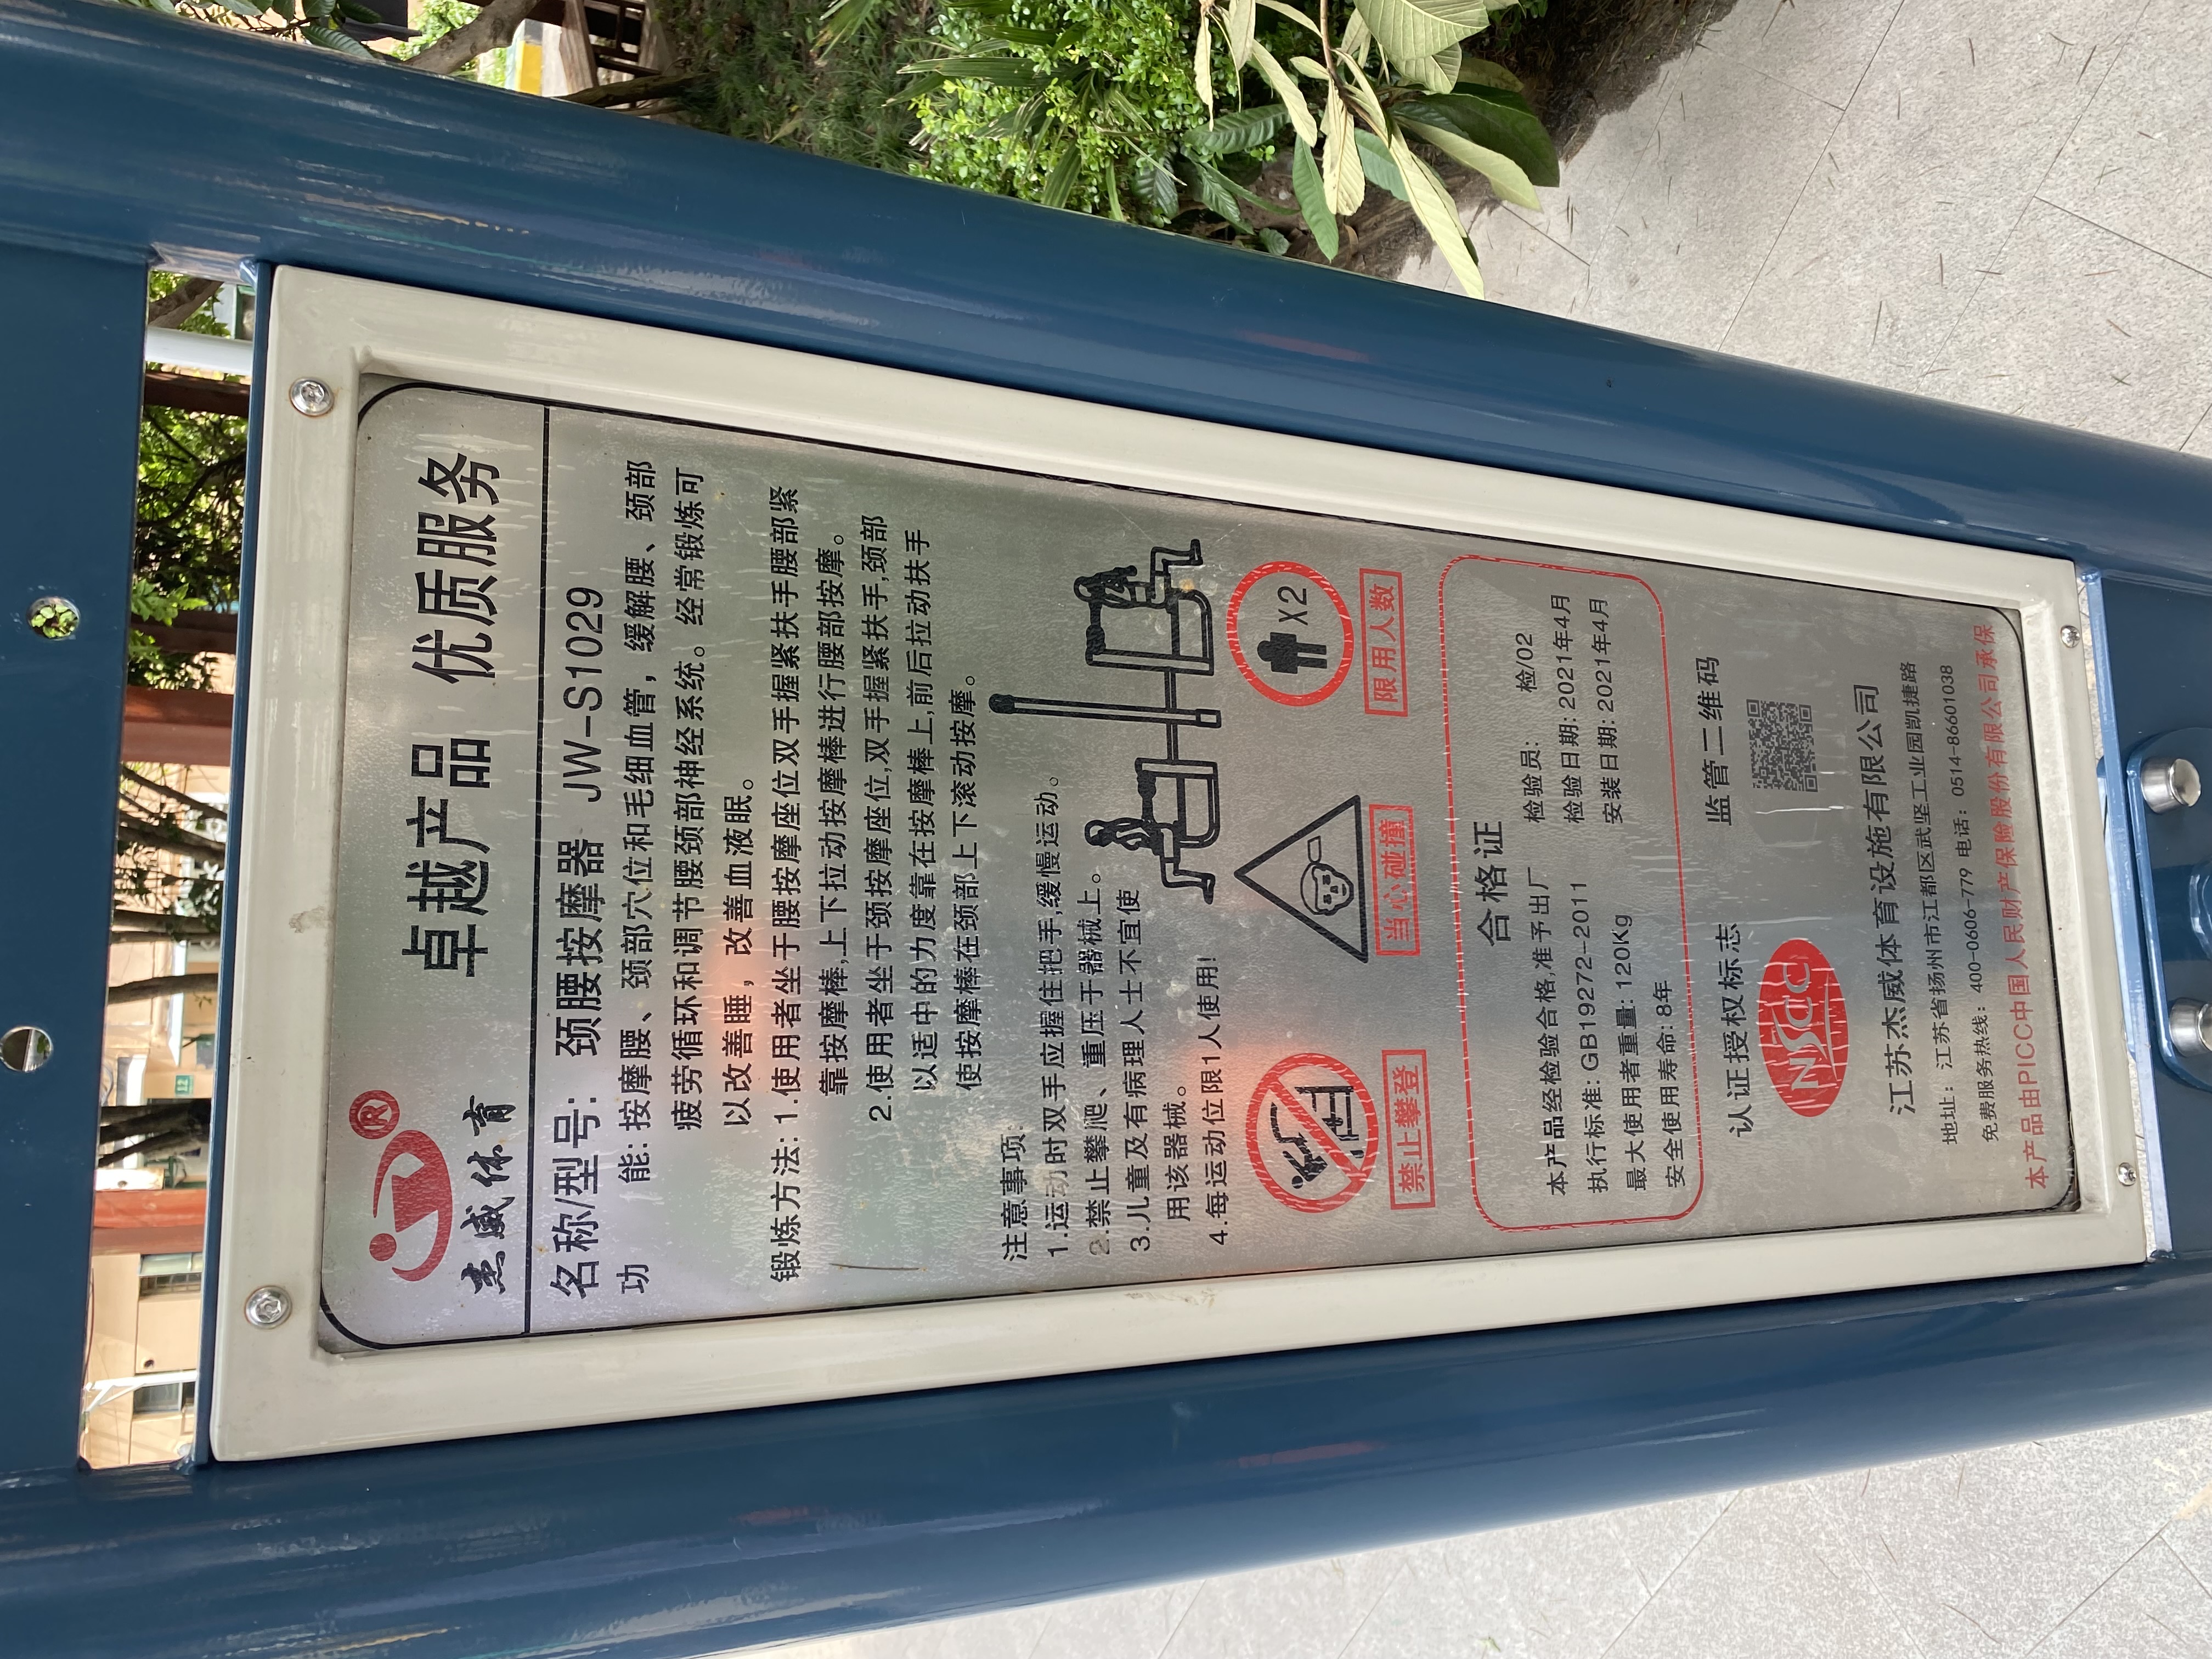 杰威体育
卓越产品 优质服务
名称/型号: 颈腰按摩器 JW-S1029
功 能: 按摩腰、颈部穴位和毛细血管，缓解腰、颈部
疲劳循环和调节腰颈部神经系统。经常锻炼可
以改善睡，改善血液眠。
锻炼方法: 1.使用者坐于腰按摩座位双手握紧扶手腰部紧
靠按摩棒,上下拉动按摩棒进行腰部按摩。
2.使用者坐于颈按摩座位,双手握紧扶手,颈部
以适中的力度靠在按摩棒上,前后拉动扶手
使按摩棒在颈部上下滚动按摩。
注意事项:
1.运动时双手应握住把手,缓慢运动。
2.禁止攀爬、重压于器械上。
3.儿童及有病理人士不宜使
用该器械。
4.每运动位限1人使用!
X2
禁止攀登 当心碰撞 限用人数
合格证
本产品经检验合格,准予出厂 检验员: 检/02
执行标准: GB19272-2011 检验日期: 2021年4月
最大使用者重量: 120Kg 安装日期: 2021年4月
安全使用寿命: 8年
认证授权标志 监管二维码
NSCC
江苏杰威体育设施有限公司
地址: 江苏省扬州市江都区武坚工业园凯捷路
免费服务热线: 400-0606-779 电话: 0514-86601038
本产品由PICC中国人民财产保险股份有限公司承保
12